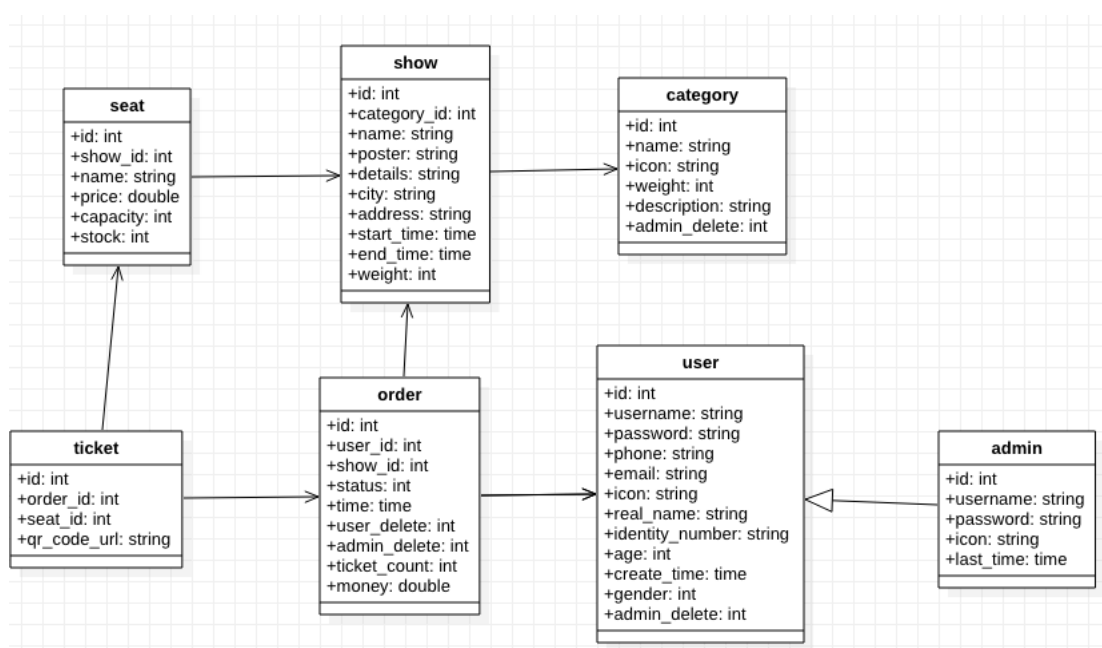 seat
+id: int
+show_id: int
+name: string
+price: double
+capacity: int
+stock: int
show
+id: int
+category_id: int
+name: string
+poster: string
+details: string
+city: string
+address: string
+start_time: time
+end_time: time
+weight: int
category
+id: int
+name: string
+icon: string
+weight: int
+description: string
+admin_delete: int
ticket
+id: int
+order_id: int
+seat_id: int
+qr_code_url: string
order
+id: int
+user_id: int
+show_id: int
+status: int
+time: time
+user_delete: int
+admin_delete: int
+ticket_count: int
+money: double
user
+id: int
+username: string
+password: string
+phone: string
+email: string
+icon: string
+real_name: string
+identity_number: string
+age: int
+create_time: time
+gender: int
+admin_delete: int
admin
+id: int
+username: string
+password: string
+icon: string
+last_time: time